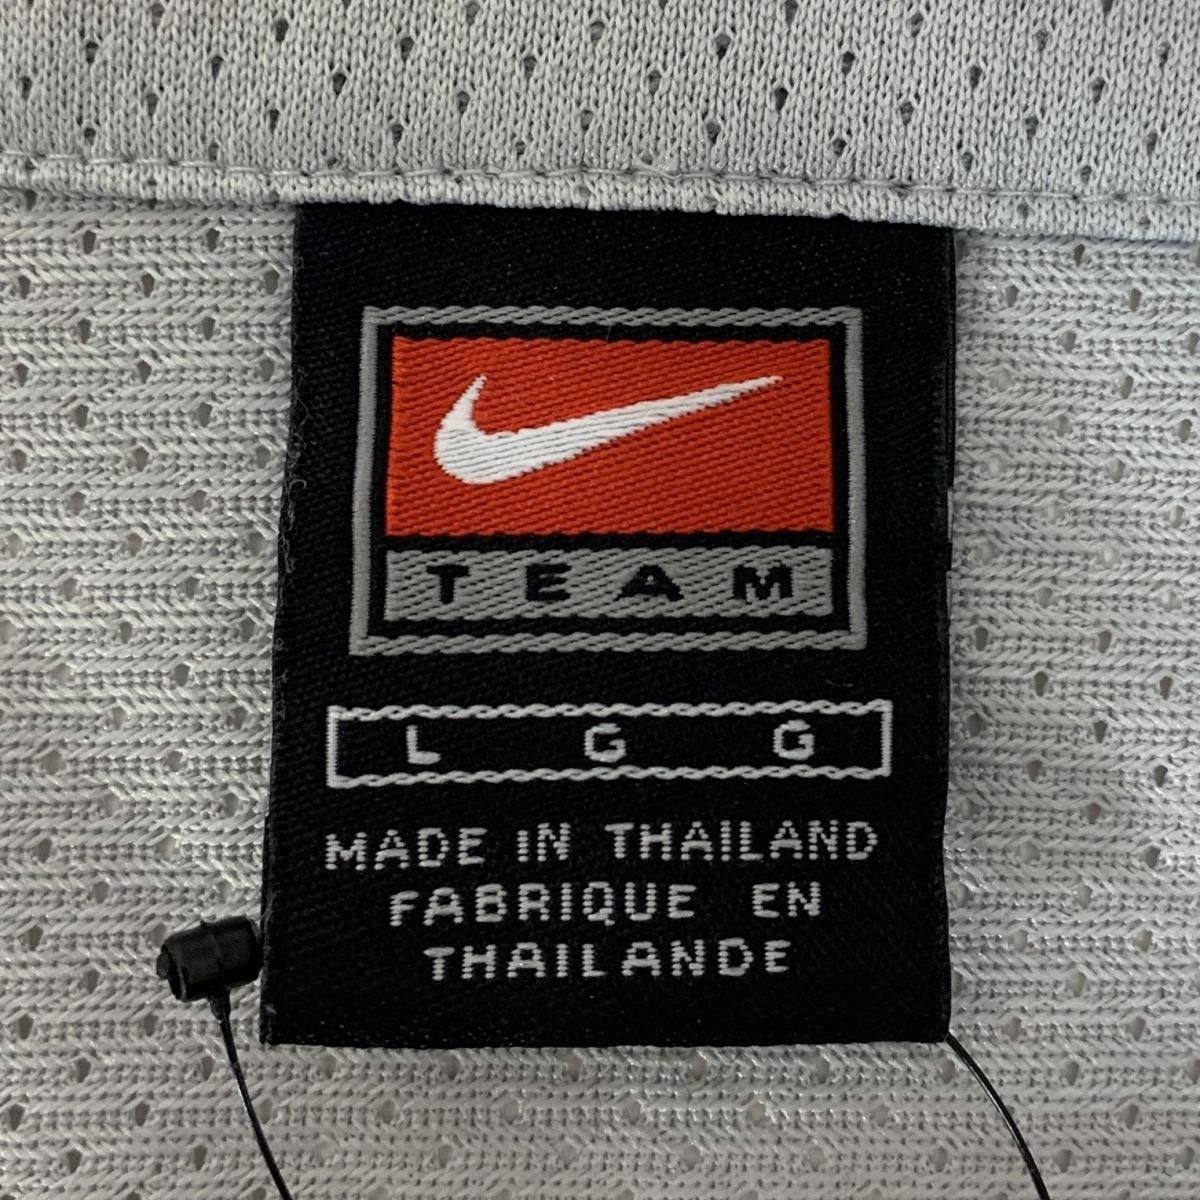 TEAM
L G G
MADE IN THAILAND
FABRIQUE EN
THAILANDE